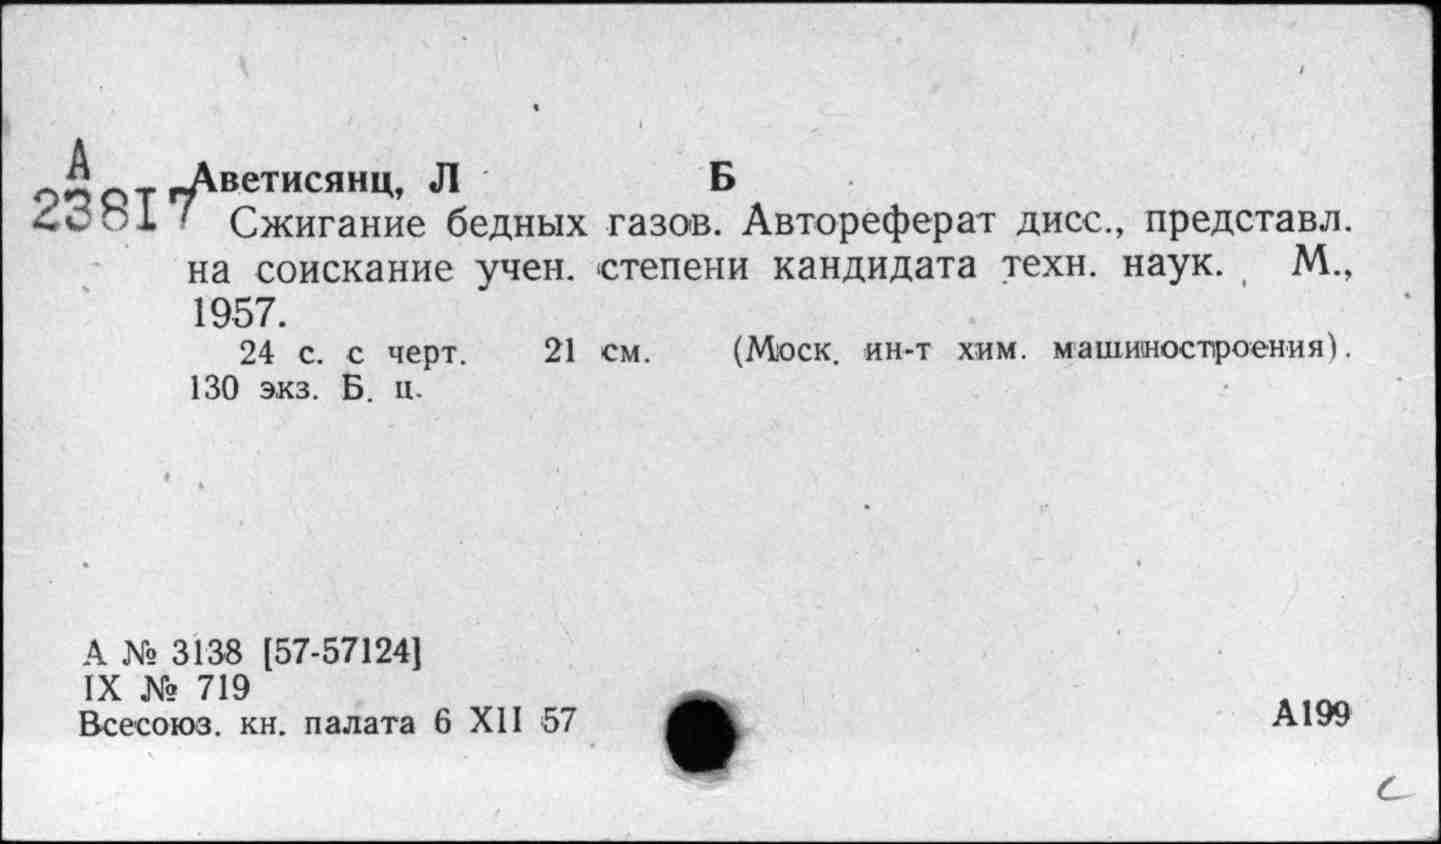 А
23817
Аветисянц, Л Б
Сжигание бедных газов. Автореферат дисс., представл.
на соискание учен. степени кандидата техн. наук. М.,
1957.
24 с. с черт. 21 см. (Моск. ин-т хим. машиностроения).
130 экз. Б. ц.
А № 3138 [57-57124]
IX № 719
Всесоюз. кн. палата 6 XII 57
А199
с